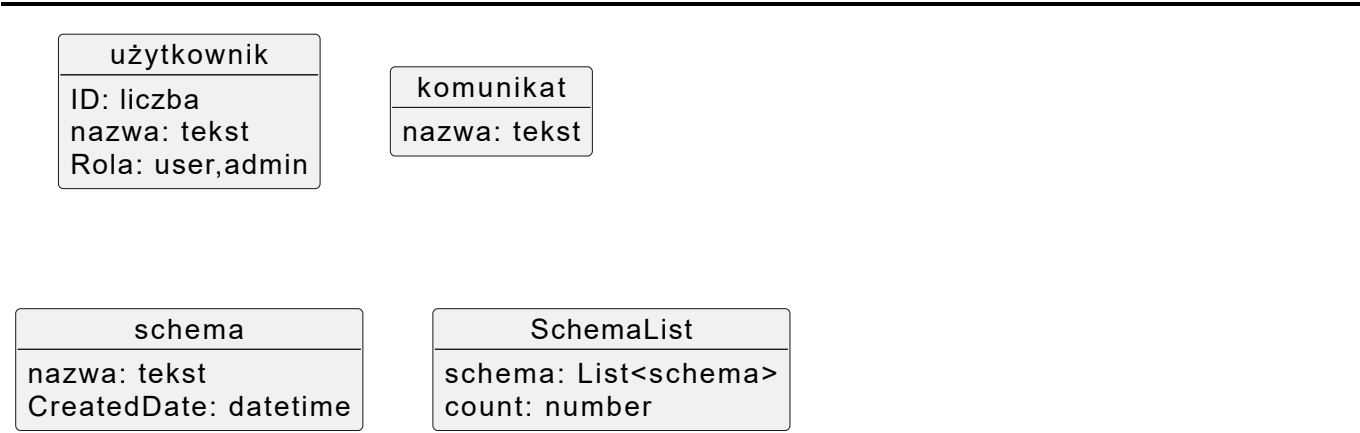 użytkownik
ID: liczba
nazwa: tekst
Rola: user,admin
komunikat
nazwa: tekst
schema
nazwa: tekst
CreatedDate: datetime
SchemaList
schema: List<schema>
count: number